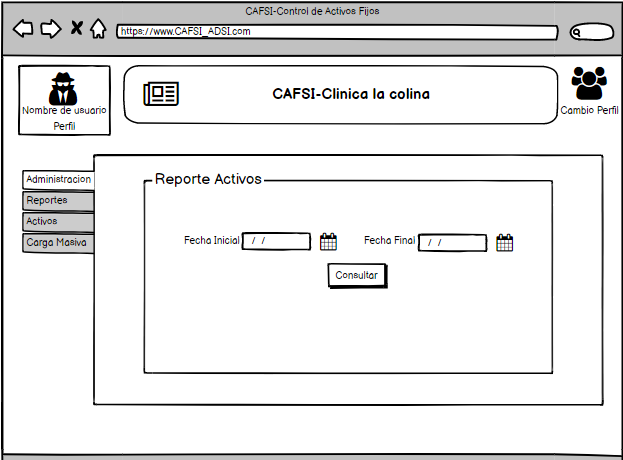 CAFSI-Control de Activos Fijos
https://www.CAFSI_ADSI.com
Nombre de usuario
Perfil
CAFSI-Clinica la colina
Cambio Perfil
Administracion
Reportes
Activos
Carga Masiva
Reporte Activos
Fecha Inicial / /
Fecha Final / /
Consultar